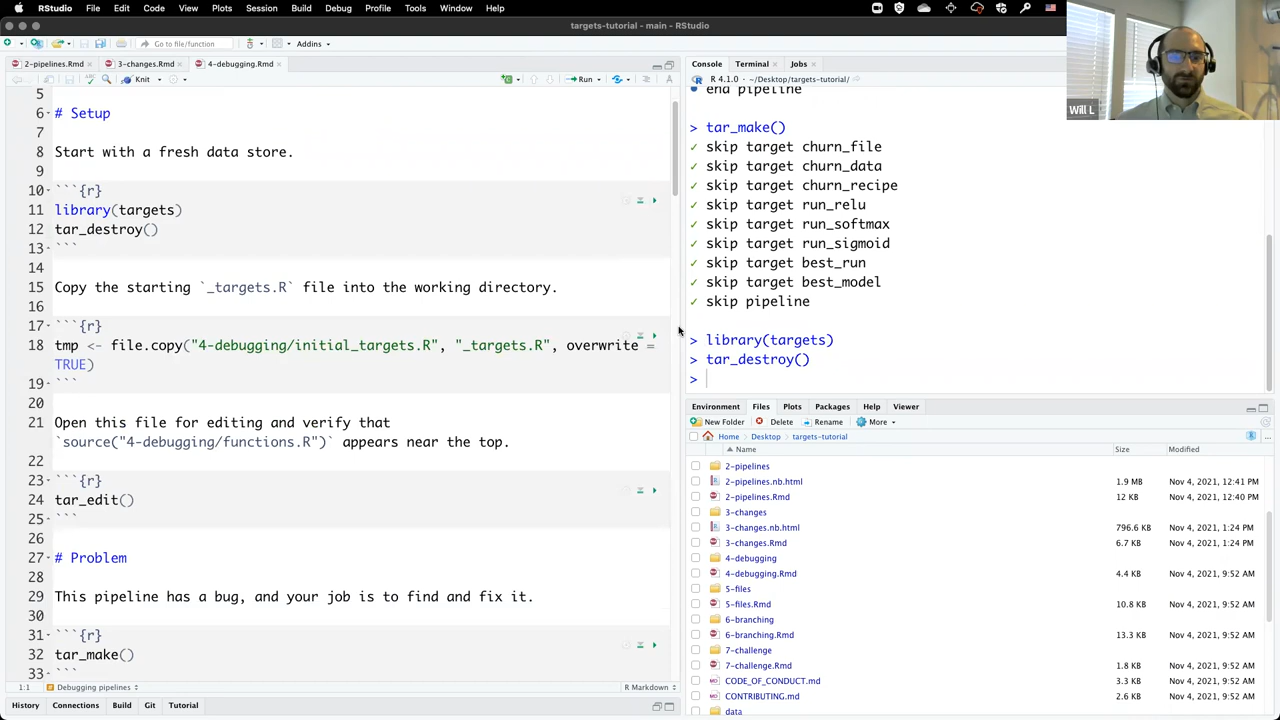 RStudio File Edit Code View Plots Session Build Debug Profile Tools Window Help
targets-tutorial - main - RStudio
Go to file/function Addins
2-pipelines.Rmd 3-changes.Rmd 4-debugging.Rmd
Knit Run
5
6 # Setup
7
8 Start with a fresh data store.
9
10 ```{r}
11 library(targets)
12 tar_destroy()
13 ```
14
15 Copy the starting `_targets.R` file into the working directory.
16
17 ```{r}
18 tmp <- file.copy("4-debugging/initial_targets.R", "_targets.R", overwrite =
TRUE)
19 ```
20
21 Open this file for editing and verify that
`source("4-debugging/functions.R")` appears near the top.
22
23 ```{r}
24 tar_edit()
25 ```
26
27 # Problem
28
29 This pipeline has a bug, and your job is to find and fix it.
30
31 ```{r}
32 tar_make()
33
1:1 Debugging pipelines R Markdown
History Connections Build Git Tutorial
Console Terminal Jobs
R 4.1.0 · ~/Desktop/targets-tutorial/
end pipeline
> tar_make()
✓ skip target churn_file
✓ skip target churn_data
✓ skip target churn_recipe
✓ skip target run_relu
✓ skip target run_softmax
✓ skip target run_sigmoid
✓ skip target best_run
✓ skip target best_model
✓ skip pipeline
> library(targets)
> tar_destroy()
>
Environment Files Plots Packages Help Viewer
New Folder Delete Rename More
Home Desktop targets-tutorial
Name Size Modified
2-pipelines
2-pipelines.nb.html 1.9 MB Nov 4, 2021, 12:41 PM
2-pipelines.Rmd 12 KB Nov 4, 2021, 12:40 PM
3-changes
3-changes.nb.html 796.6 KB Nov 4, 2021, 1:24 PM
3-changes.Rmd 6.7 KB Nov 4, 2021, 1:24 PM
4-debugging
4-debugging.Rmd 4.4 KB Nov 4, 2021, 9:52 AM
5-files
5-files.Rmd 10.8 KB Nov 4, 2021, 9:52 AM
6-branching
6-branching.Rmd 13.3 KB Nov 4, 2021, 9:52 AM
7-challenge
7-challenge.Rmd 1.8 KB Nov 4, 2021, 9:52 AM
CODE_OF_CONDUCT.md 3.3 KB Nov 4, 2021, 9:52 AM
CONTRIBUTING.md 2.6 KB Nov 4, 2021, 9:52 AM
data
Will L